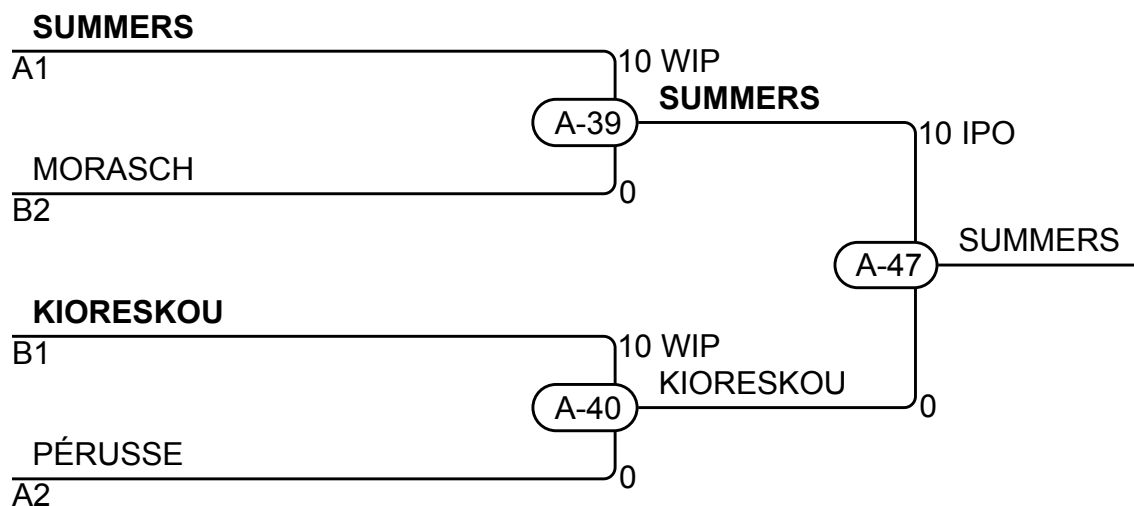 SUMMERS
A1
10 WIP
SUMMERS
A-39
10 IPO
MORASCH
B2
0
SUMMERS
A-47
KIORESKOU
B1
10 WIP
KIORESKOU
A-40
0
PÉRUSSE
A2
0